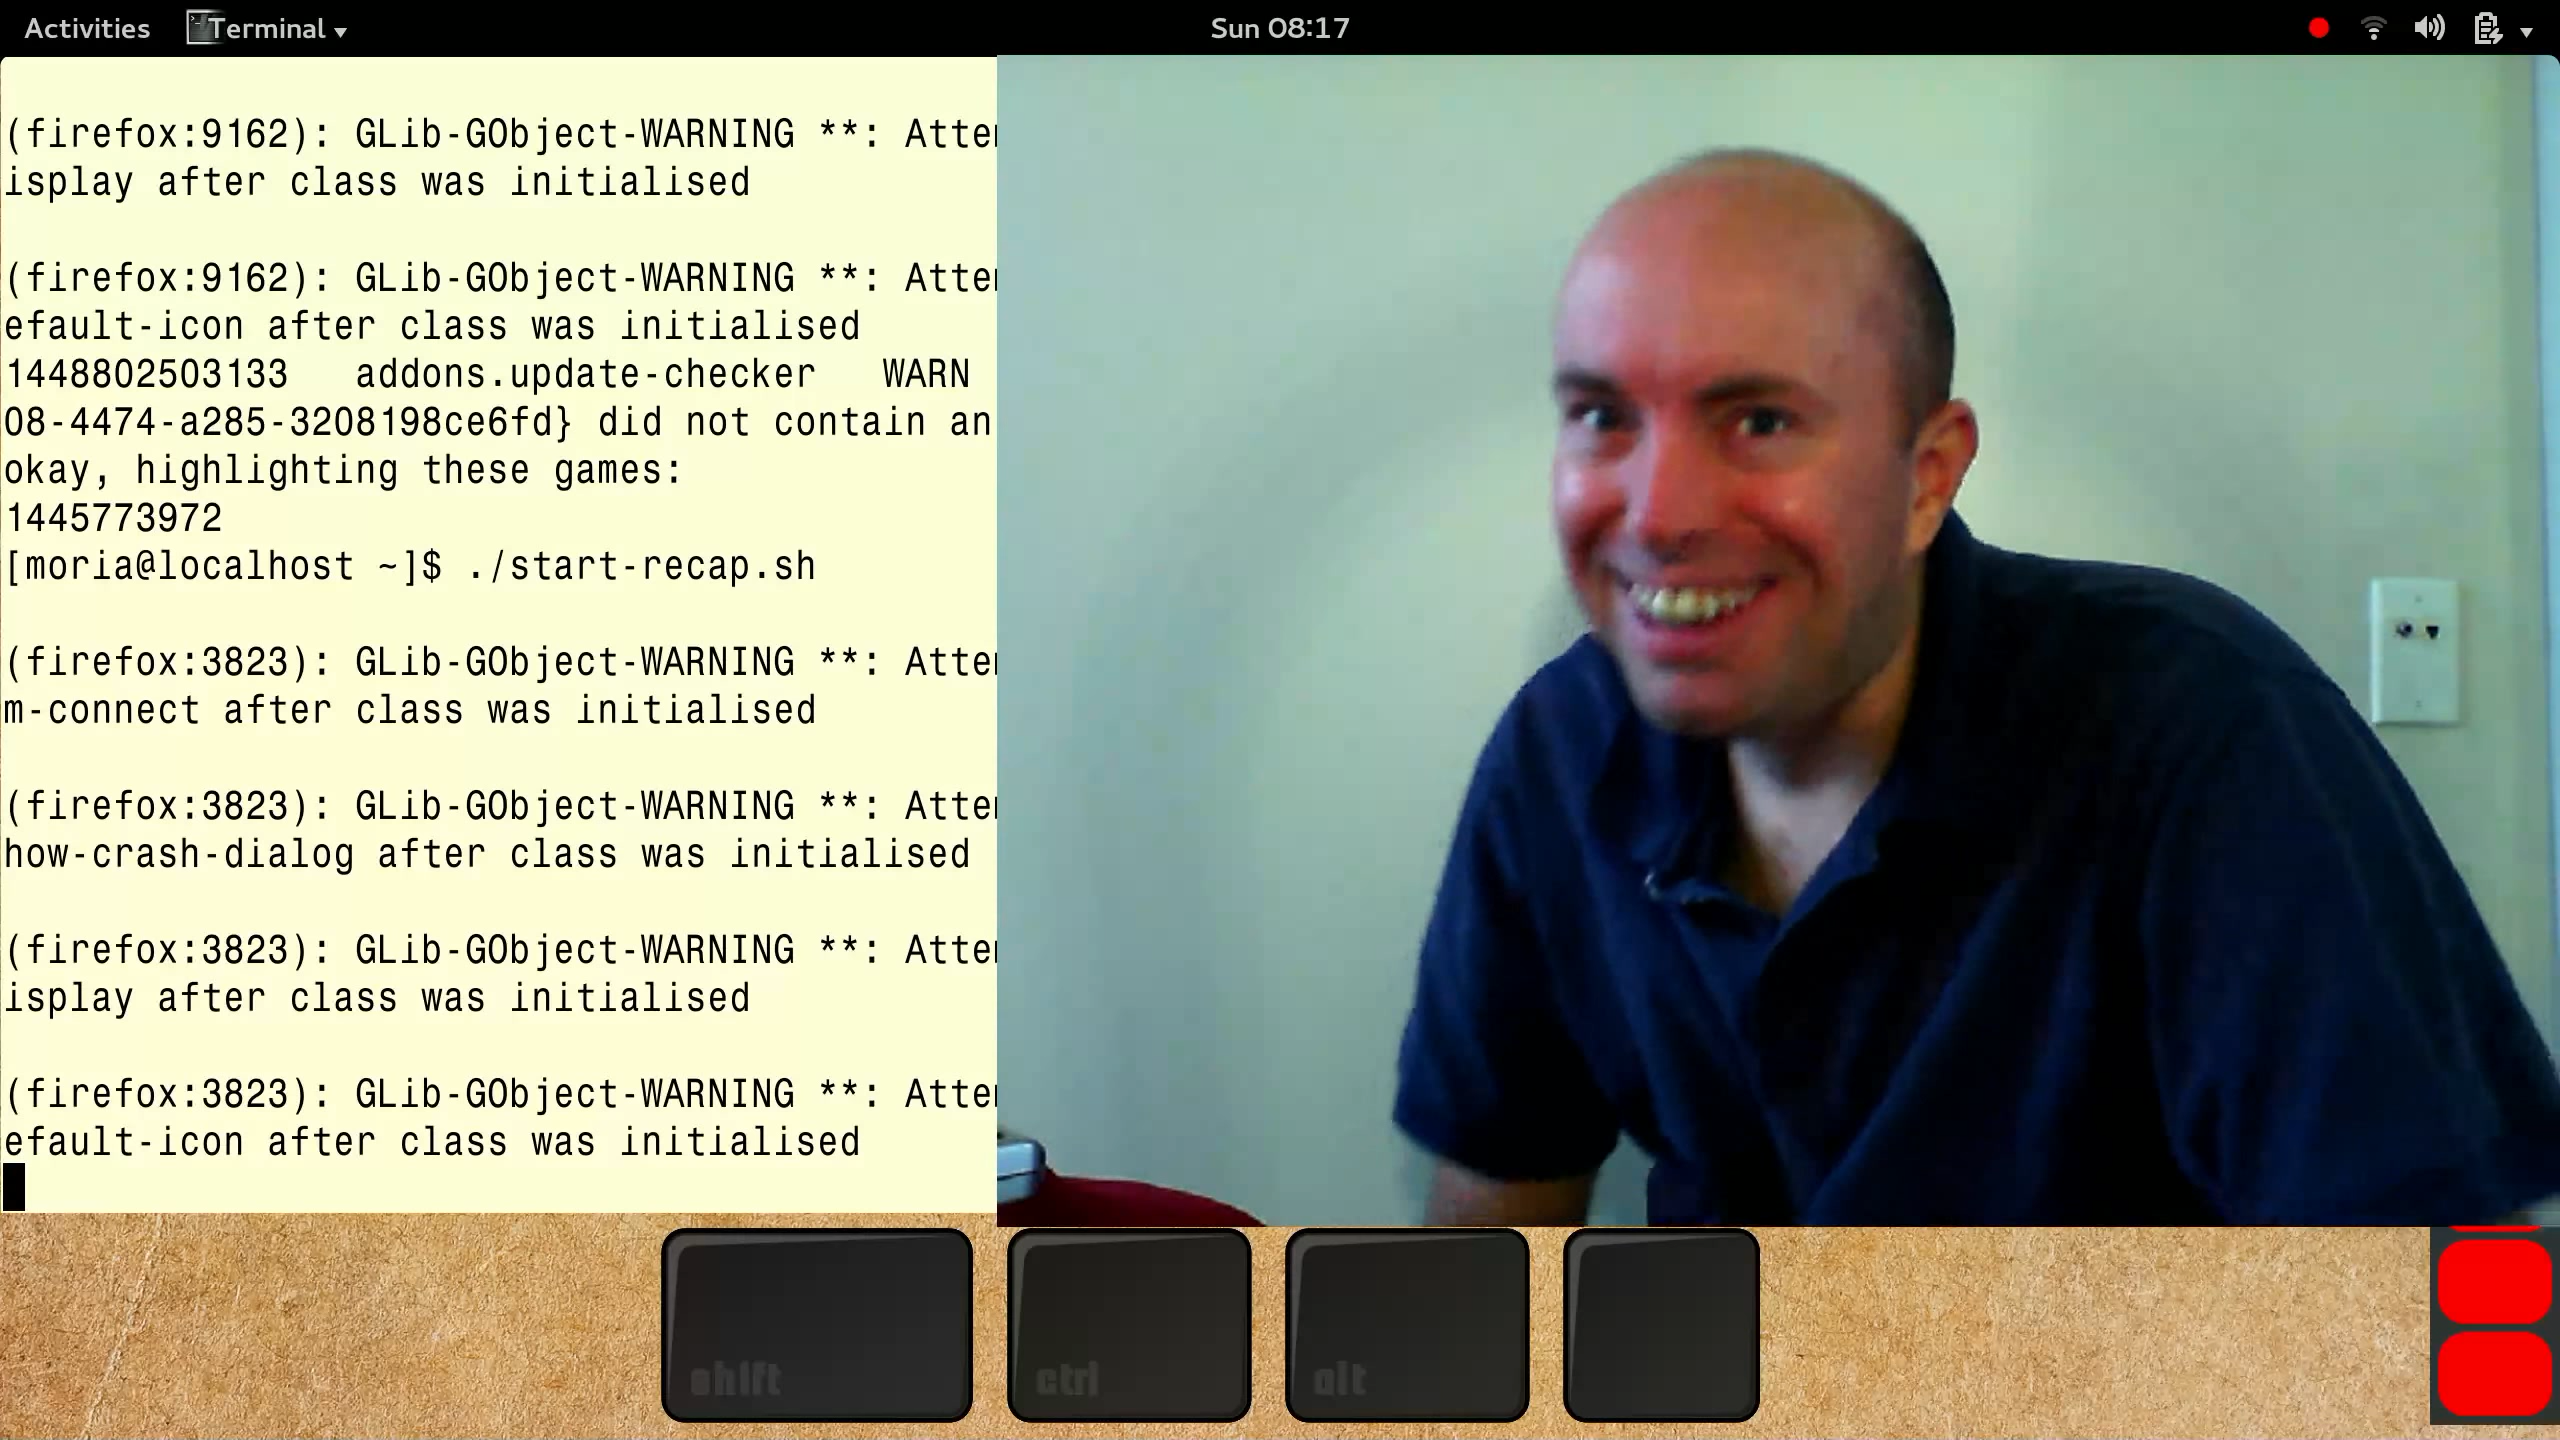 Activities Terminal Sun 08:17
(firefox:9162): GLib-GObject-WARNING **: Atte
isplay after class was initialised
(firefox:9162): GLib-GObject-WARNING **: Atte
efault-icon after class was initialised
1448802503133 addons.update-checker WARN
08-4474-a285-3208198ce6fd} did not contain an
okay, highlighting these games:
1445773972
[moria@localhost ~]$ ./start-recap.sh
(firefox:3823): GLib-GObject-WARNING **: Atte
m-connect after class was initialised
(firefox:3823): GLib-GObject-WARNING **: Atte
how-crash-dialog after class was initialised
(firefox:3823): GLib-GObject-WARNING **: Atte
isplay after class was initialised
(firefox:3823): GLib-GObject-WARNING **: Atte
efault-icon after class was initialised
shift ctrl alt